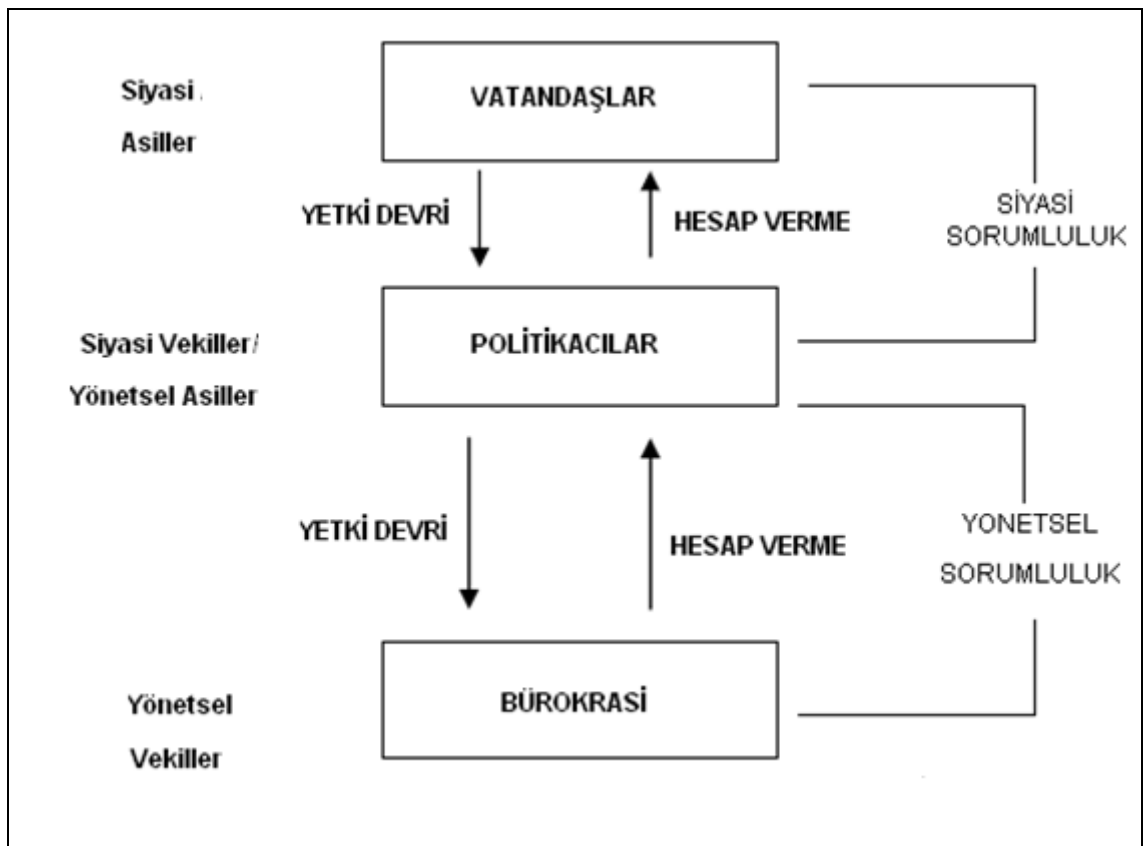 Siyasi
Asiller
VATANDAŞLAR
YETKİ DEVRİ
HESAP VERME
SİYASİ
SORUMLULUK
Siyasi Vekiller/
Yönetsel Asiller
POLİTİKACILAR
YETKİ DEVRİ
HESAP VERME
YONETSEL
SORUMLULUK
Yönetsel
Vekiller
BÜROKRASİ